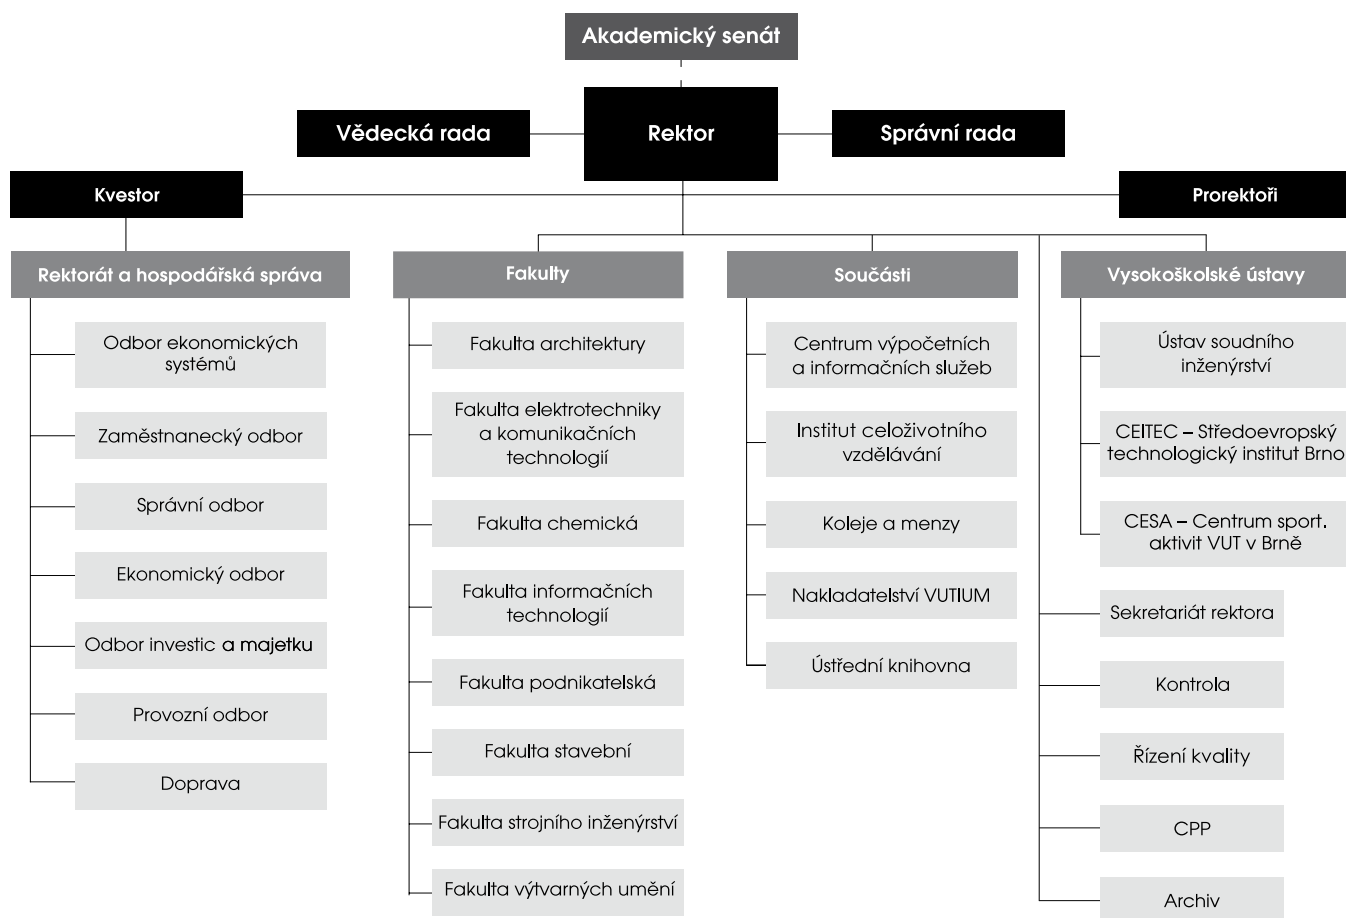 Akademický senát
Vědecká rada
Rektor
Správní rada
Kvestor
Prorektoři
Rektorát a hospodářská správa
Odbor ekonomických
systémů
Zaměstnanecký odbor
Správní odbor
Ekonomický odbor
Odbor investic a majetku
Provozní odbor
Doprava
Fakulty
Fakulta architektury
Fakulta elektrotechniky
a komunikačních
technologií
Fakulta chemická
Fakulta informačních
technologií
Fakulta podnikatelská
Fakulta stavební
Fakulta strojního inženýrství
Fakulta výtvarných umění
Součásti
Centrum výpočetních
a informačních služeb
Institut celoživotního
vzdělávání
Koleje a menzy
Nakladatelství VUTIUM
Ústřední knihovna
Vysokoškolské ústavy
Ústav soudního
inženýrství
CEITEC – Středoevropský
technologický institut Brno
CESA – Centrum sport.
aktivit VUT v Brně
Sekretariát rektora
Kontrola
Řízení kvality
CPP
Archiv